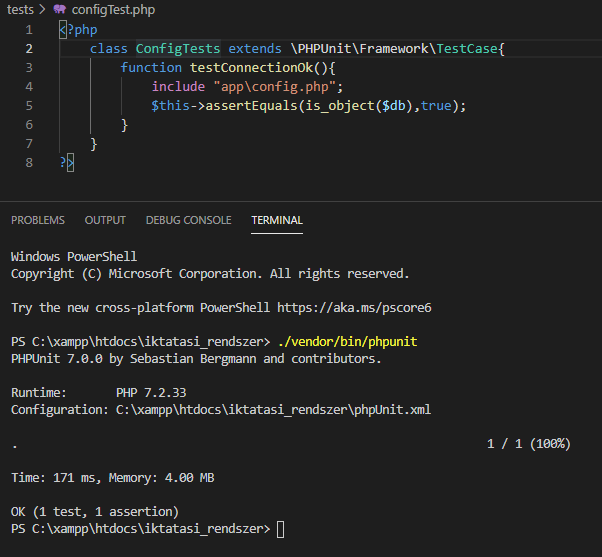 tests > configTest.php
1 <?php
2 class ConfigTests extends \PHPUnit\Framework\TestCase{
3 function testConnectionOk(){
4 include "app\config.php";
5 $this->assertEquals(is_object($db),true);
6 }
7 }
8 ?>
PROBLEMS OUTPUT DEBUG CONSOLE TERMINAL
Windows PowerShell
Copyright (C) Microsoft Corporation. All rights reserved.
Try the new cross-platform PowerShell https://aka.ms/pscore6
PS C:\xampp\htdocs\iktatasi_rendszer> ./vendor/bin/phpunit
PHPUnit 7.0.0 by Sebastian Bergmann and contributors.
Runtime: PHP 7.2.33
Configuration: C:\xampp\htdocs\iktatasi_rendszer\phpUnit.xml
. 1 / 1 (100%)
Time: 171 ms, Memory: 4.00 MB
OK (1 test, 1 assertion)
PS C:\xampp\htdocs\iktatasi_rendszer>